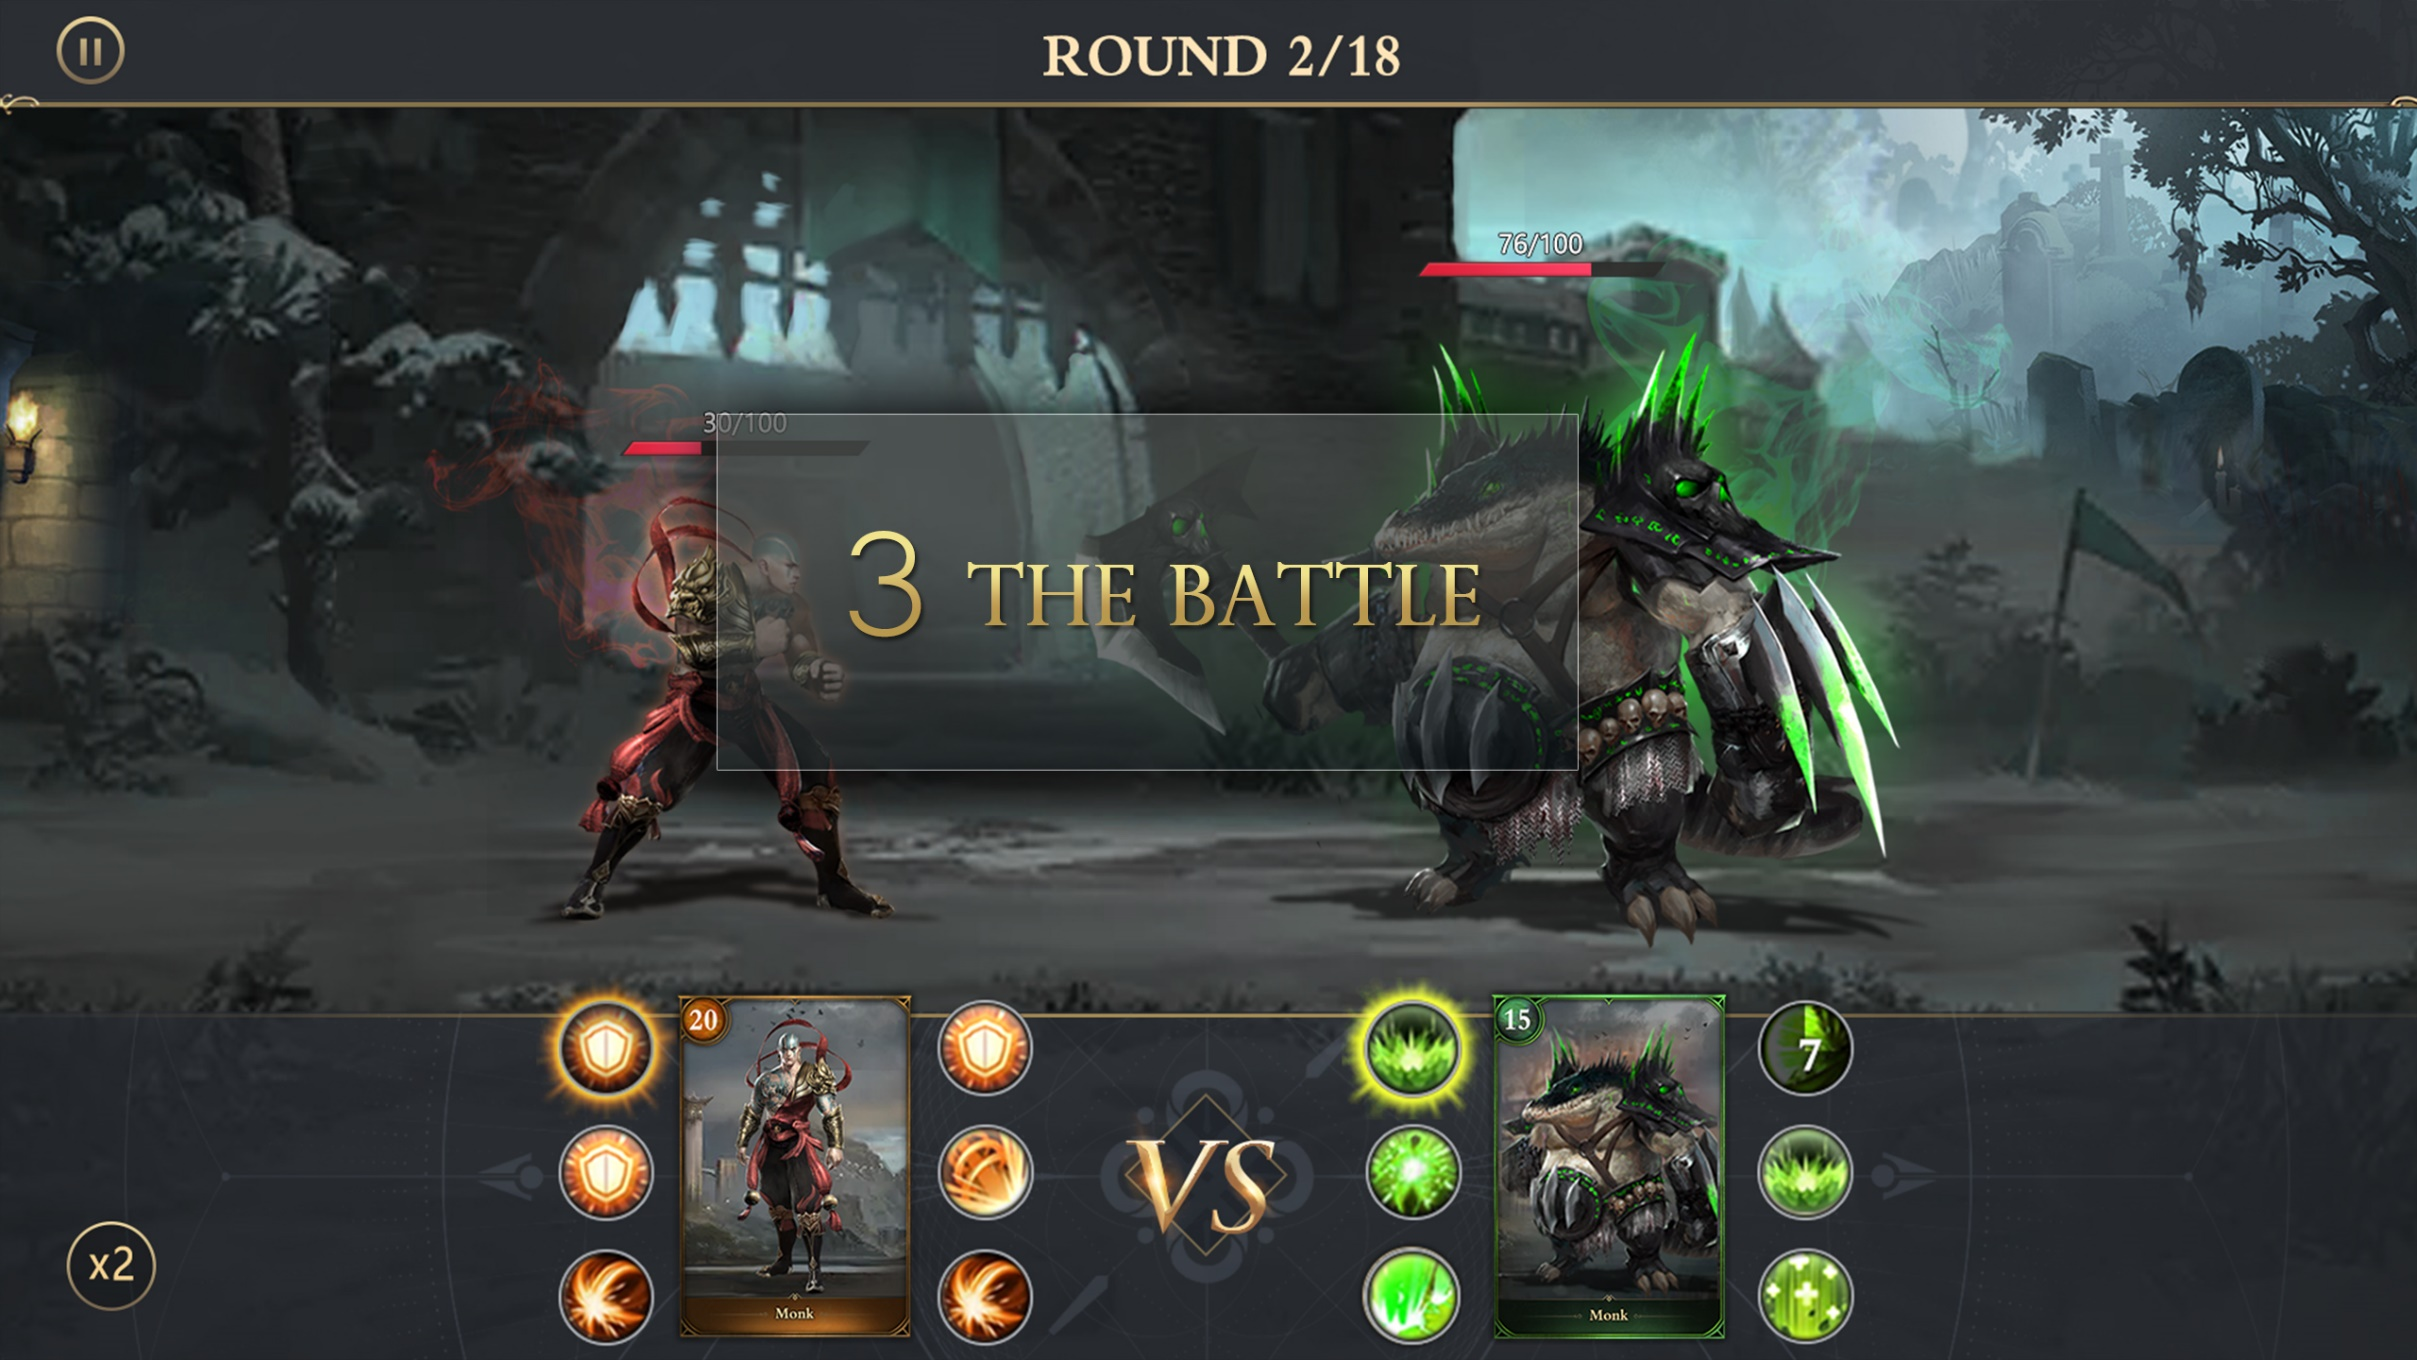 ROUND 2/18
76/100
30/100
3 THE BATTLE
20
15
7
VS
x2
Monk
Monk